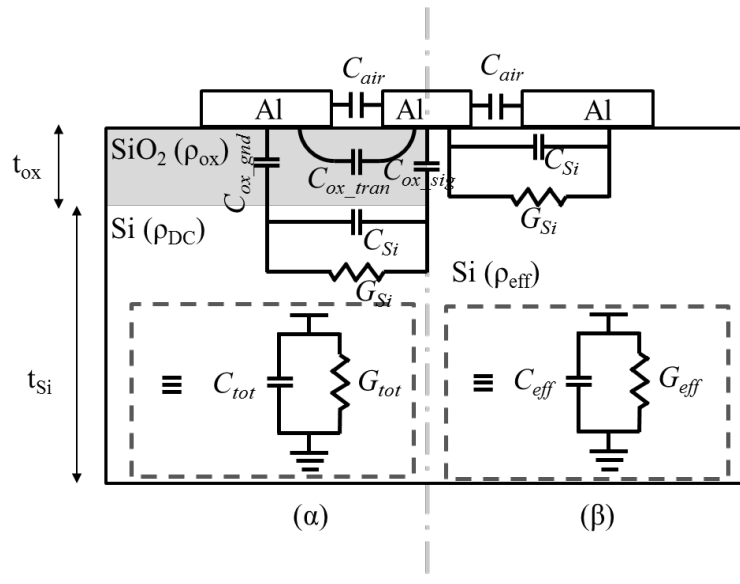 C_air
C_air
Al
Al
Al
t_ox
SiO₂ (ρ_ox)
C_ox_gnd
C_ox_tran
C_ox_sig
C_Si
G_Si
Si (ρ_DC)
C_Si
G_Si
Si (ρ_eff)
t_Si
≡
C_tot
G_tot
≡
C_eff
G_eff
(α)
(β)